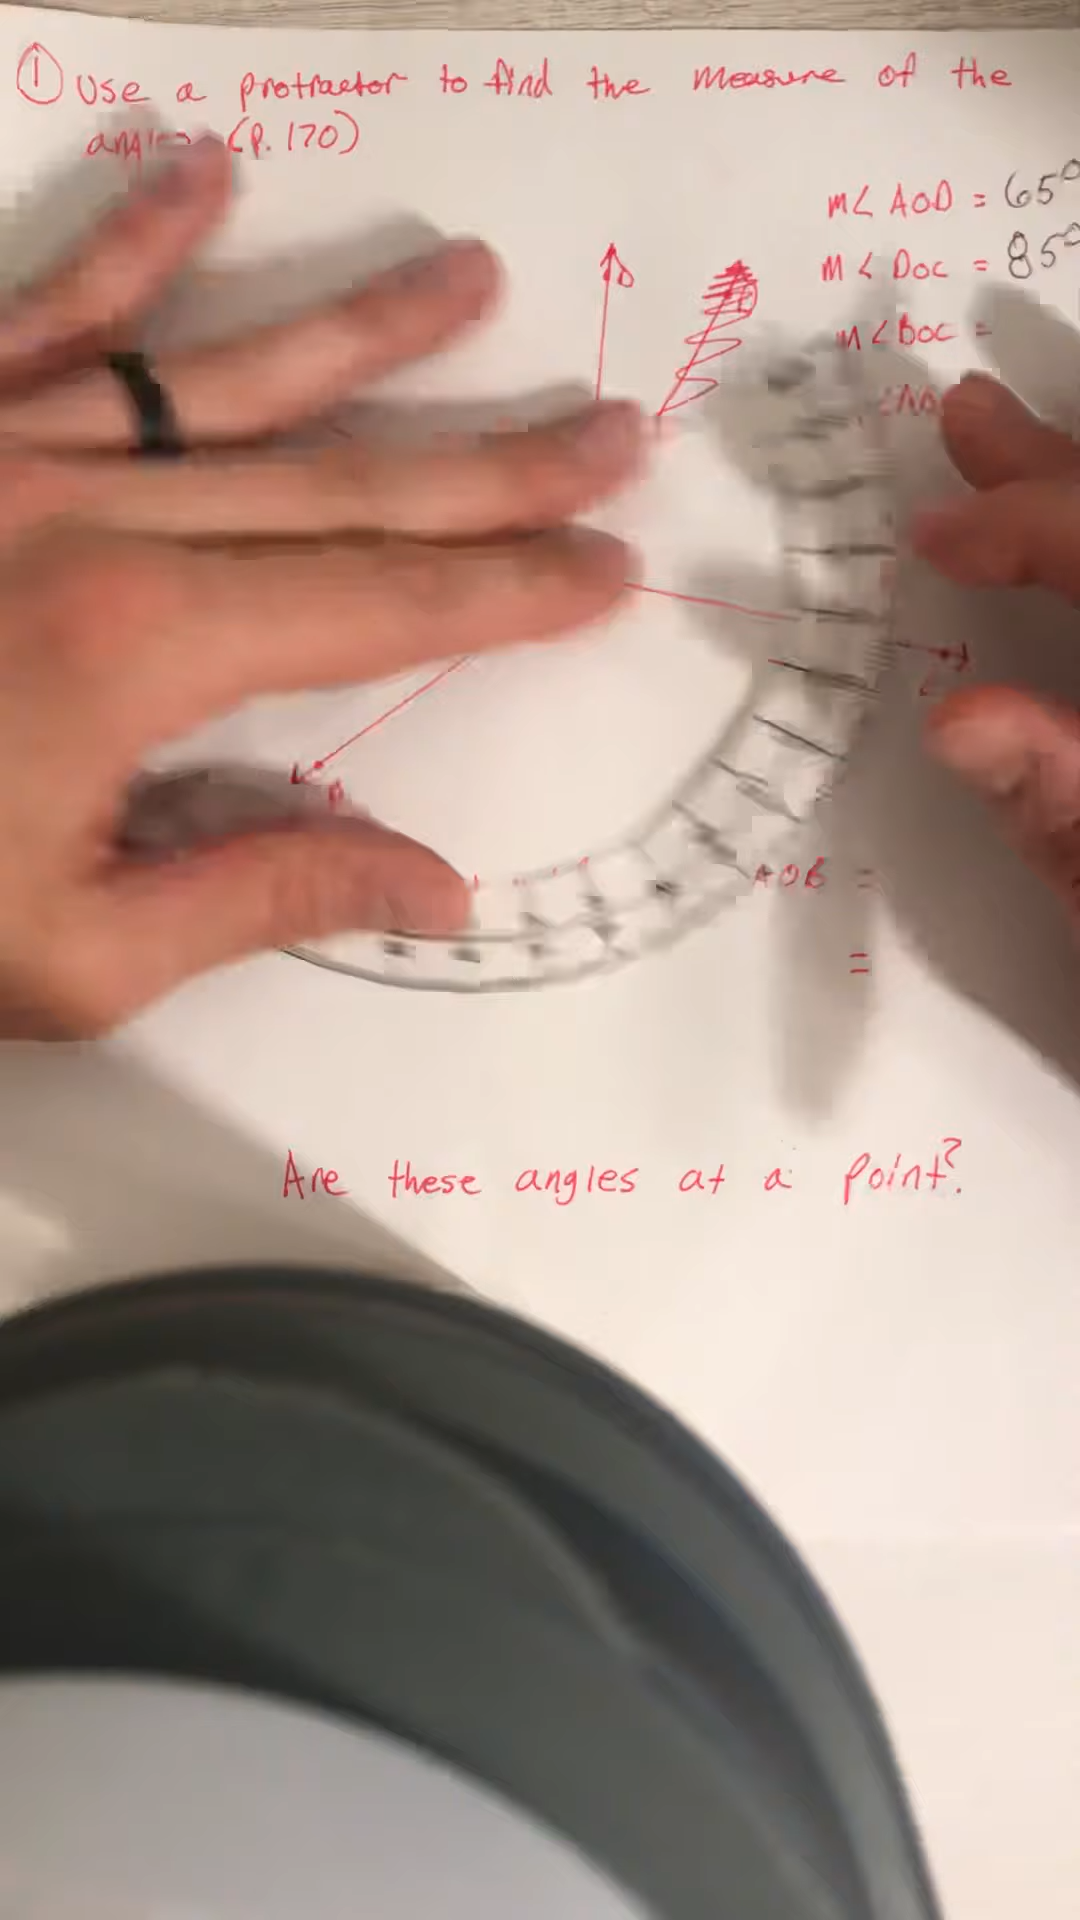 ① Use a protractor to find the measure of the
(P. 170)
m∠ AOD = 65°
m∠ DOC = 85°
m∠BOC =
D
C
AOB =
=
Are these angles at a point?